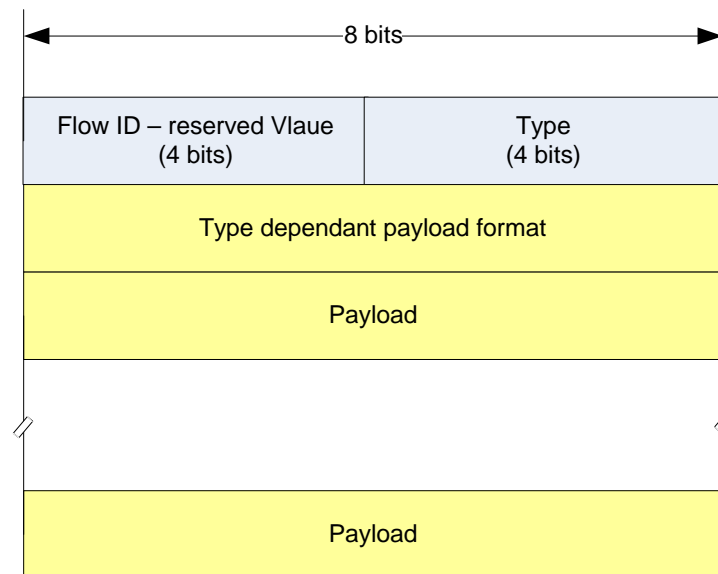 8 bits
Flow ID – reserved Vlaue
(4 bits)
Type
(4 bits)
Type dependant payload format
Payload
Payload